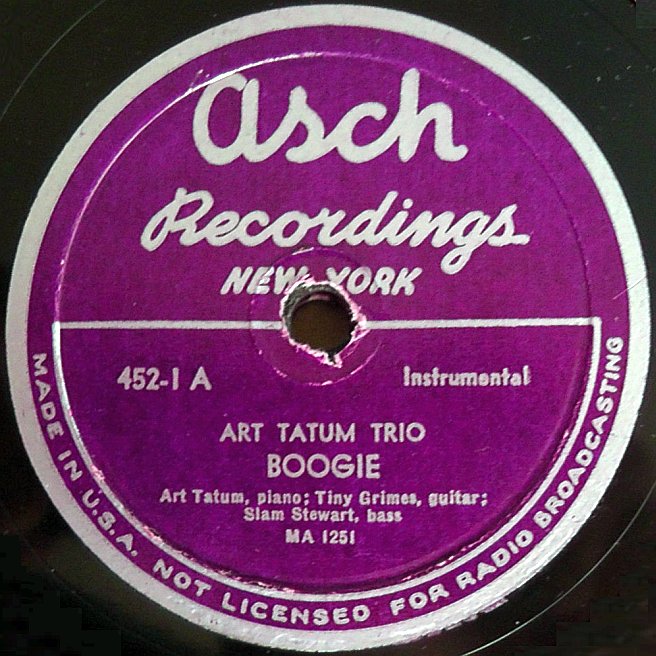 asch
Recordings
NEW YORK
452-1 A
Instrumental
ART TATUM TRIO
BOOGIE
Art Tatum, piano; Tiny Grimes, guitar;
Slam Stewart, bass
MA 1251
MADE IN U.S.A. NOT LICENSED FOR RADIO BROADCASTING